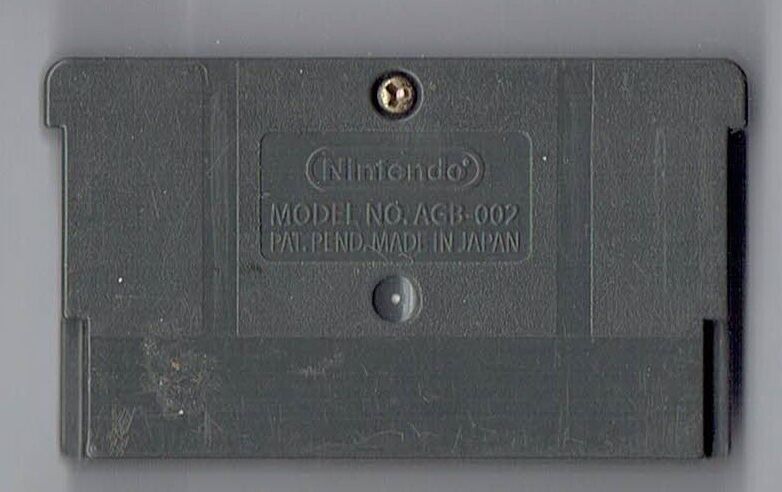 Nintendo®
MODEL NO. AGB-002
PAT. PEND. MADE IN JAPAN